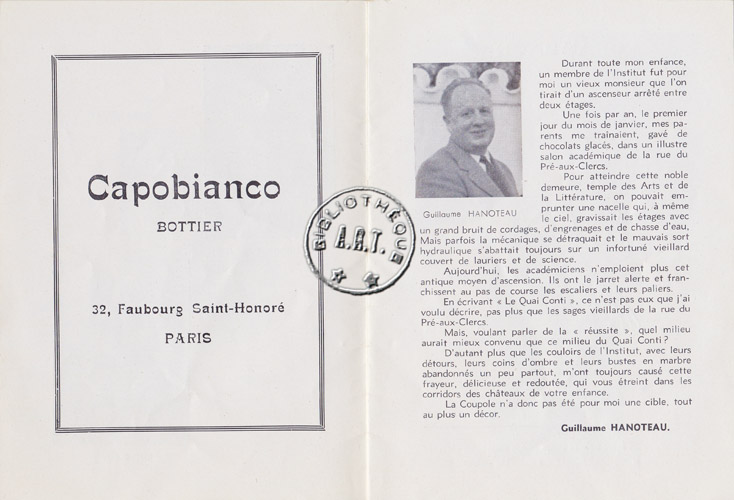 Capobianco
BOTTIER
32, Faubourg Saint-Honoré
PARIS
BIBLIOTHÈQUE
A.R.T.
Guillaume HANOTEAU
Durant toute mon enfance,
un membre de l'Institut fut pour
moi un vieux monsieur que l'on
tirait d'un ascenseur arrêté entre
deux étages.
Une fois par an, le premier
jour du mois de janvier, mes pa-
rents me traînaient, gavé de
chocolats glacés, dans un illustre
salon académique de la rue du
Pré-aux-Clercs.
Pour atteindre cette noble
demeure, temple des Arts et de
la Littérature, on pouvait em-
prunter une nacelle qui, à même
le ciel, gravissait les étages avec
un grand bruit de cordages, d'engrenages et de chasse d'eau,
Mais parfois la mécanique se détraquait et le mauvais sort
hydraulique s'abattait toujours sur un infortuné vieillard
couvert de lauriers et de science.
Aujourd'hui, les académiciens n'emploient plus cet
antique moyen d'ascension. Ils ont le jarret alerte et fran-
chissent au pas de course les escaliers et leurs paliers.
En écrivant « Le Quai Conti », ce n'est pas eux que j'ai
voulu décrire, pas plus que les sages vieillards de la rue du
Pré-aux-Clercs.
Mais, voulant parler de la « réussite », quel milieu
aurait mieux convenu que ce milieu du Quai Conti ?
D'autant plus que les couloirs de l'Institut, avec leurs
détours, leurs coins d'ombre et leurs bustes en marbre
abandonnés un peu partout, m'ont toujours causé cette
frayeur, délicieuse et redoutée, qui vous étreint dans les
corridors des châteaux de votre enfance.
La Coupole n'a donc pas été pour moi une cible, tout
au plus un décor.
Guillaume HANOTEAU.